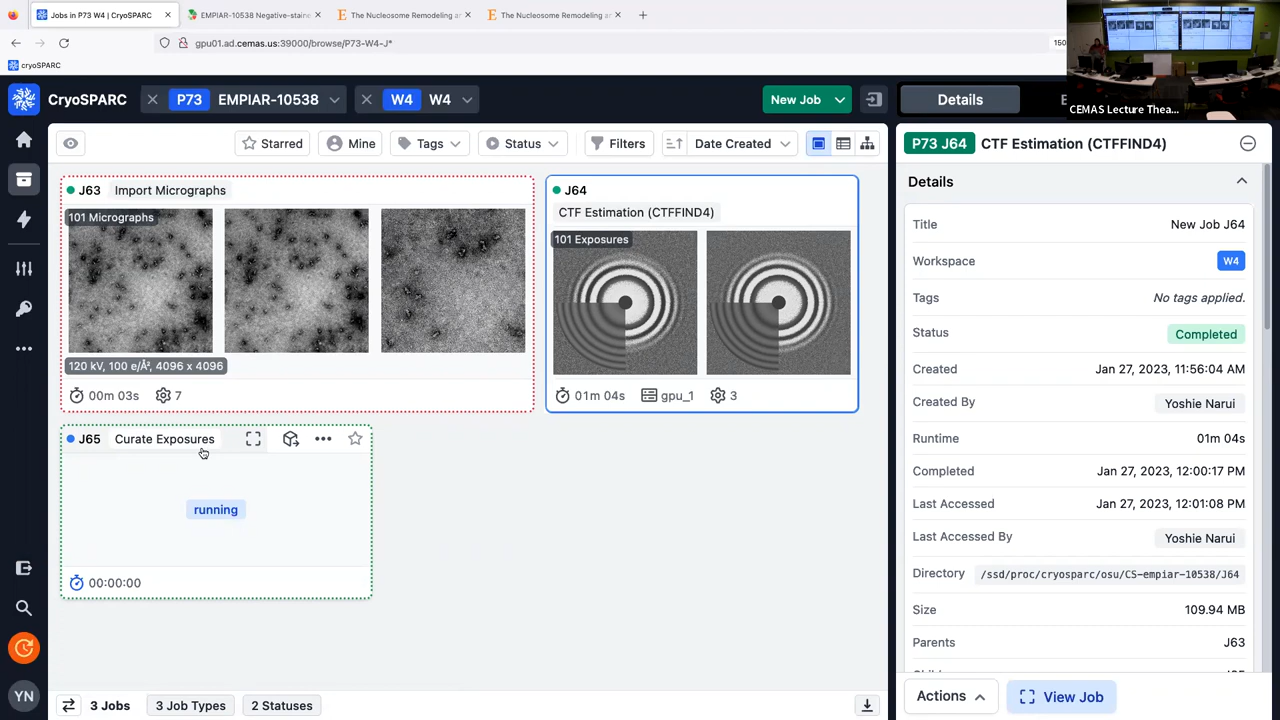 Jobs in P73 W4 | CryoSPARC
EMPIAR-10538 Negative-staine
The Nucleosome Remodeling a
The Nucleosome Remodeling ar
gpu01.ad.cemas.us:39000/browse/P73-W4-J*
150
cryoSPARC
CryoSPARC
P73
EMPIAR-10538
W4
W4
New Job
Details
E
CEMAS Lecture Thea...
Starred
Mine
Tags
Status
Filters
Date Created
J63
Import Micrographs
101 Micrographs
120 kV, 100 e/Å², 4096 x 4096
00m 03s
7
J64
CTF Estimation (CTFFIND4)
101 Exposures
01m 04s
gpu_1
3
J65
Curate Exposures
running
00:00:00
3 Jobs
3 Job Types
2 Statuses
YN
P73 J64
CTF Estimation (CTFFIND4)
Details
Title
New Job J64
Workspace
W4
Tags
No tags applied.
Status
Completed
Created
Jan 27, 2023, 11:56:04 AM
Created By
Yoshie Narui
Runtime
01m 04s
Completed
Jan 27, 2023, 12:00:17 PM
Last Accessed
Jan 27, 2023, 12:01:08 PM
Last Accessed By
Yoshie Narui
Directory
/ssd/proc/cryosparc/osu/CS-empiar-10538/J64
Size
109.94 MB
Parents
J63
Actions
View Job